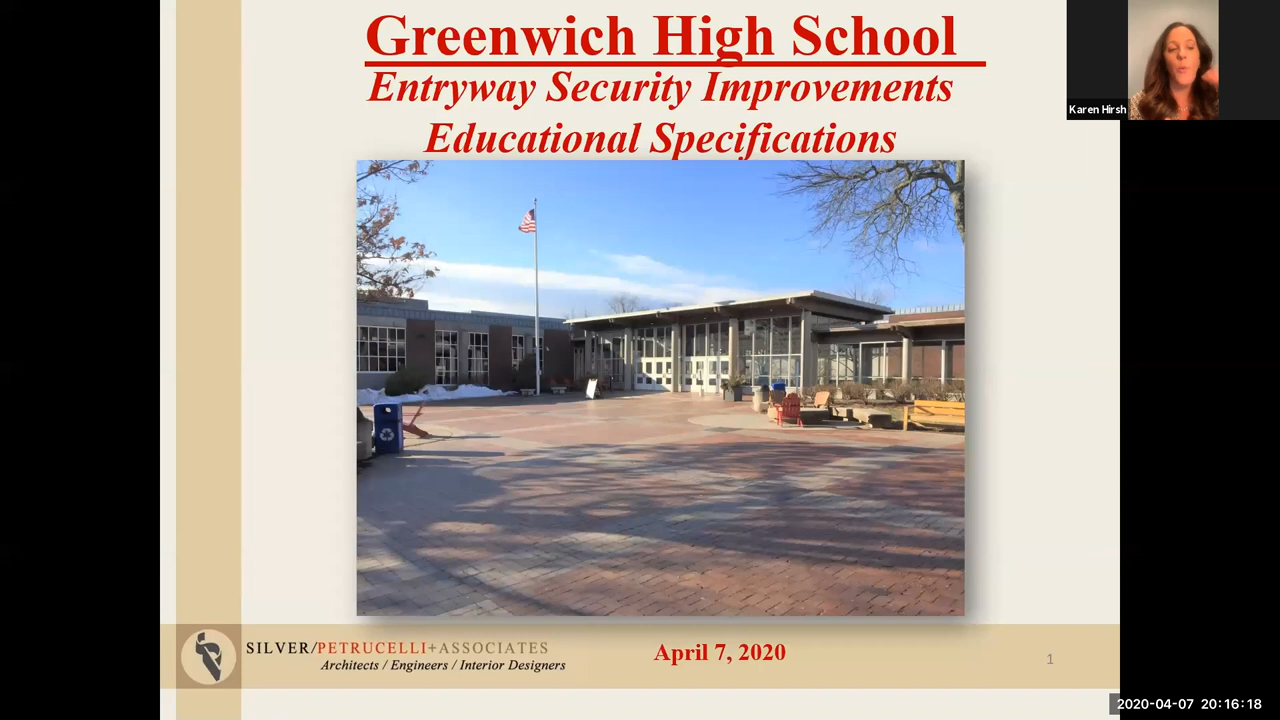 Greenwich High School
Entryway Security Improvements
Educational Specifications
Karen Hirsh
SILVER/PETRUCELLI+ASSOCIATES
Architects / Engineers / Interior Designers
April 7, 2020
1
2020-04-07 20:16:18